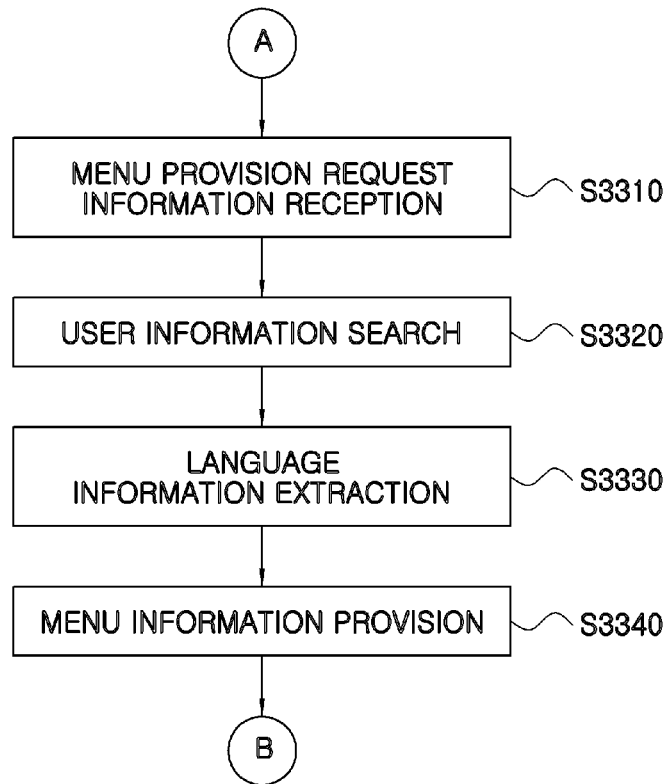 A
MENU PROVISION REQUEST
INFORMATION RECEPTION
S3310
USER INFORMATION SEARCH
S3320
LANGUAGE
INFORMATION EXTRACTION
S3330
MENU INFORMATION PROVISION
S3340
B